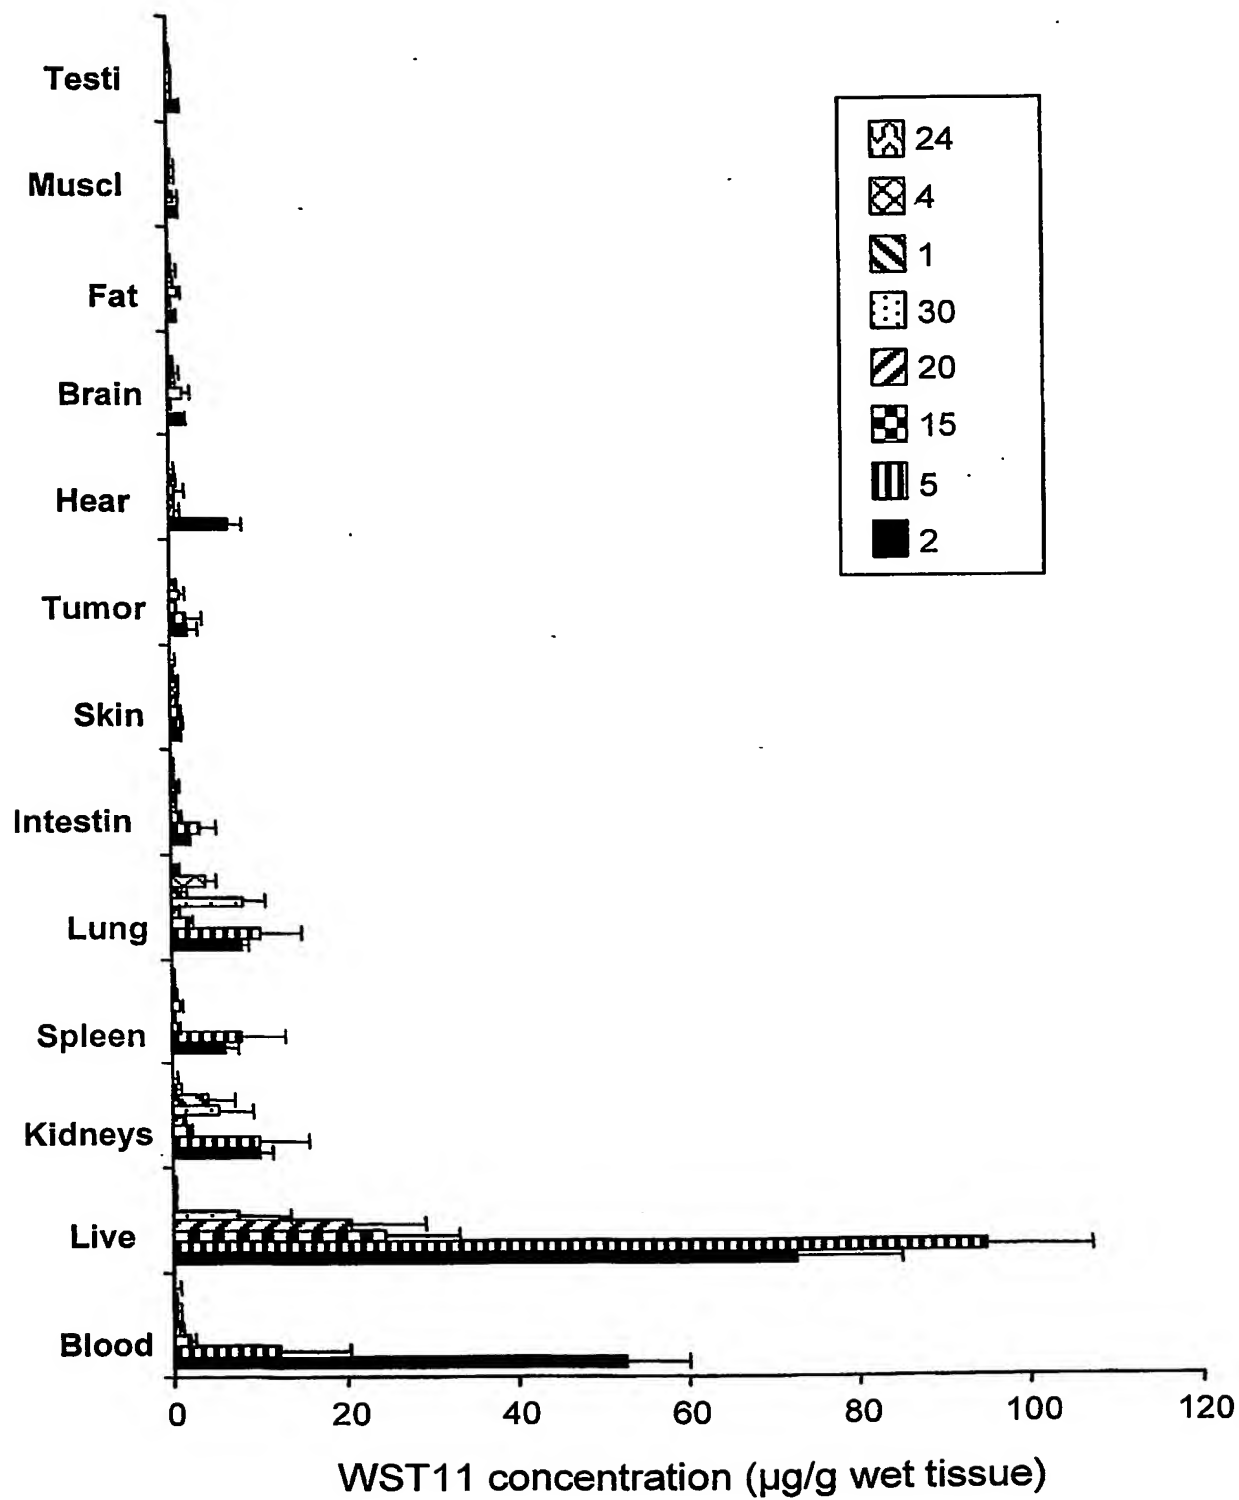 Testi
Muscl
Fat
Brain
Hear
Tumor
Skin
Intestin
Lung
Spleen
Kidneys
Live
Blood
24
4
1
30
20
15
5
2
0 20 40 60 80 100 120
WST11 concentration (µg/g wet tissue)